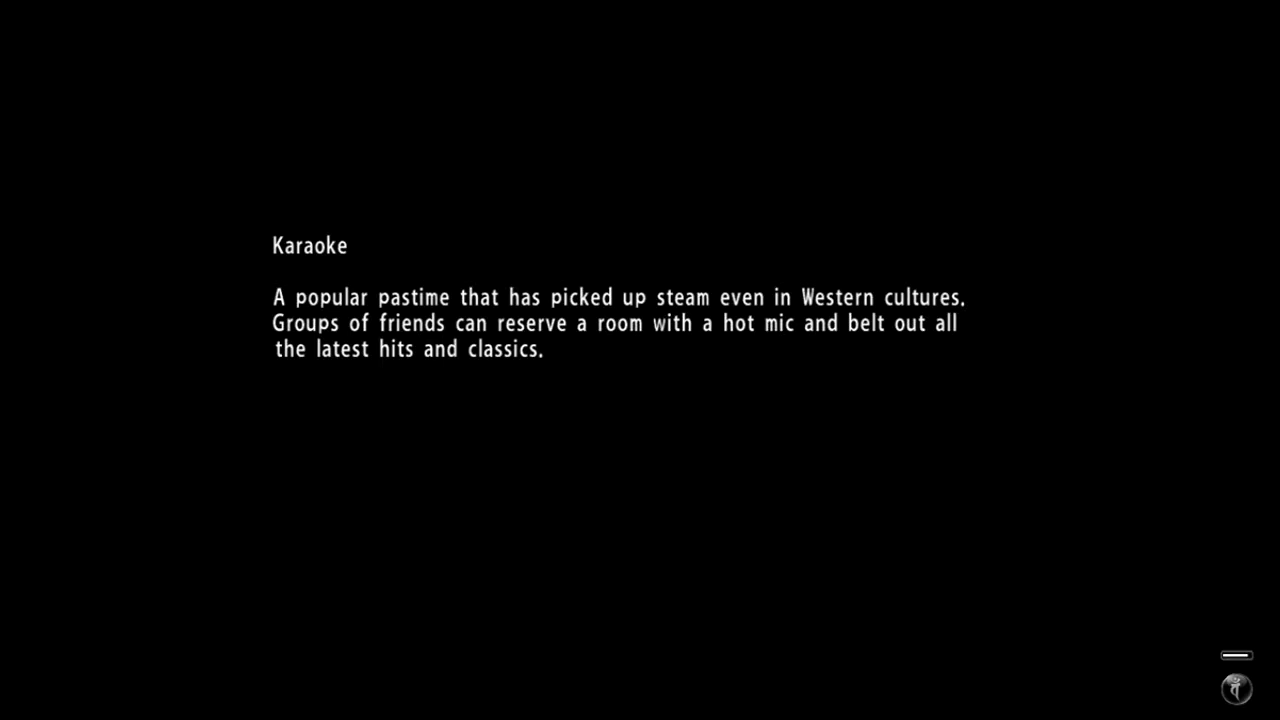 Karaoke
A popular pastime that has picked up steam even in Western cultures.
Groups of friends can reserve a room with a hot mic and belt out all
the latest hits and classics.